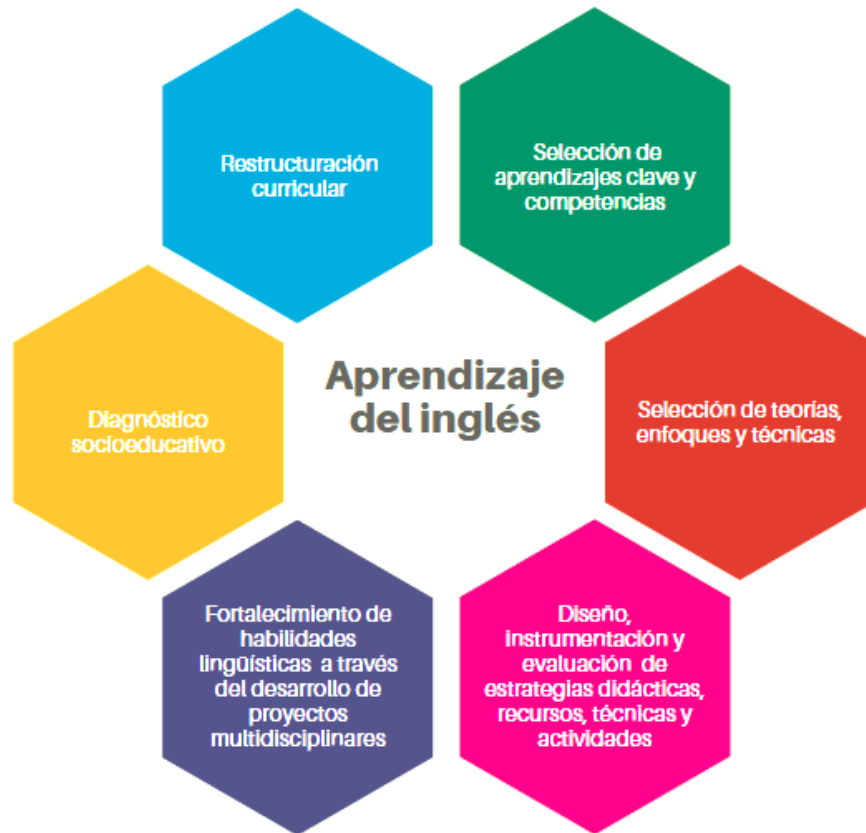 Restructuración
curricular
Selección de
aprendizajes clave y
competencias
Diagnóstico
socioeducativo
Aprendizaje
del inglés
Selección de teorías,
enfoques y técnicas
Fortalecimiento de
habilidades
lingüísticas a través
del desarrollo de
proyectos
multidisciplinares
Diseño,
instrumentación y
evaluación de
estrategias didácticas,
recursos, técnicas y
actividades